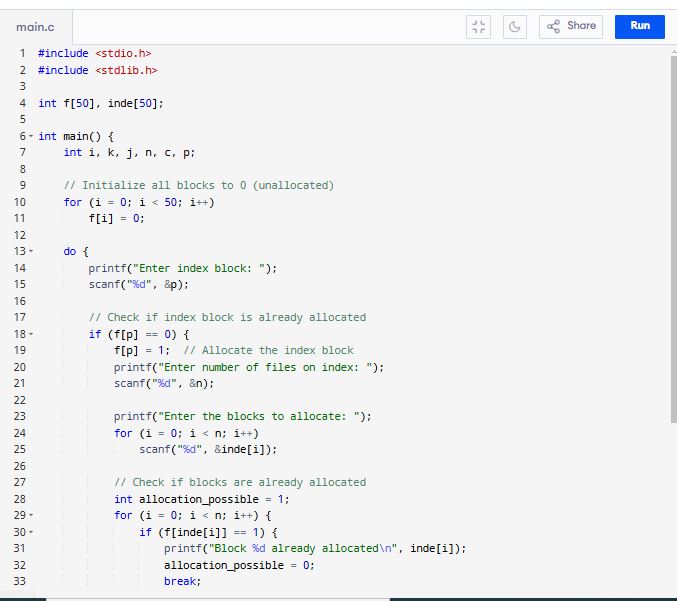 main.c
Share
Run
1 #include <stdio.h>
2 #include <stdlib.h>
3
4 int f[50], inde[50];
5
6 int main() {
7     int i, k, j, n, c, p;
8
9     // Initialize all blocks to 0 (unallocated)
10     for (i = 0; i < 50; i++)
11         f[i] = 0;
12
13     do {
14         printf("Enter index block: ");
15         scanf("%d", &p);
16
17         // Check if index block is already allocated
18         if (f[p] == 0) {
19             f[p] = 1;  // Allocate the index block
20             printf("Enter number of files on index: ");
21             scanf("%d", &n);
22
23             printf("Enter the blocks to allocate: ");
24             for (i = 0; i < n; i++)
25                 scanf("%d", &inde[i]);
26
27             // Check if blocks are already allocated
28             int allocation_possible = 1;
29             for (i = 0; i < n; i++) {
30                 if (f[inde[i]] == 1) {
31                     printf("Block %d already allocated\n", inde[i]);
32                     allocation_possible = 0;
33                     break;